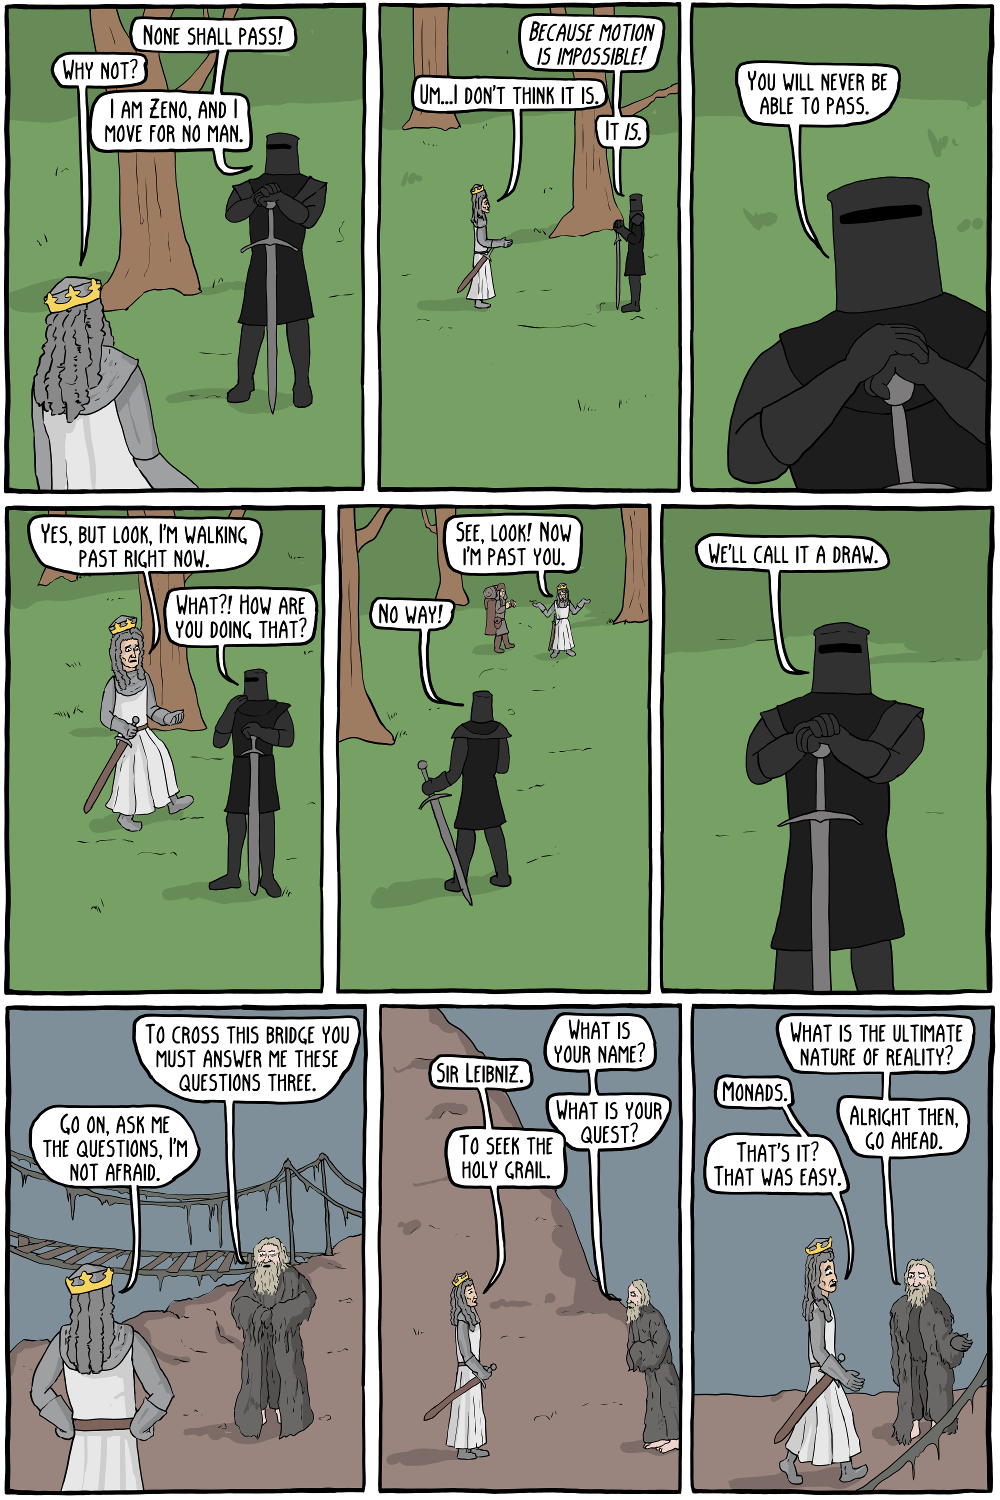 NONE SHALL PASS!
WHY NOT?
I AM ZENO, AND I
MOVE FOR NO MAN.
BECAUSE MOTION
IS IMPOSSIBLE!
UM...I DON'T THINK IT IS.
IT IS.
YOU WILL NEVER BE
ABLE TO PASS.
YES, BUT LOOK, I'M WALKING
PAST RIGHT NOW.
WHAT?! HOW ARE
YOU DOING THAT?
SEE, LOOK! NOW
I'M PAST YOU.
NO WAY!
WE'LL CALL IT A DRAW.
TO CROSS THIS BRIDGE YOU
MUST ANSWER ME THESE
QUESTIONS THREE.
GO ON, ASK ME
THE QUESTIONS, I'M
NOT AFRAID.
WHAT IS
YOUR NAME?
SIR LEIBNIZ.
WHAT IS YOUR
QUEST?
TO SEEK THE
HOLY GRAIL.
WHAT IS THE ULTIMATE
NATURE OF REALITY?
MONADS.
ALRIGHT THEN,
GO AHEAD.
THAT'S IT?
THAT WAS EASY.